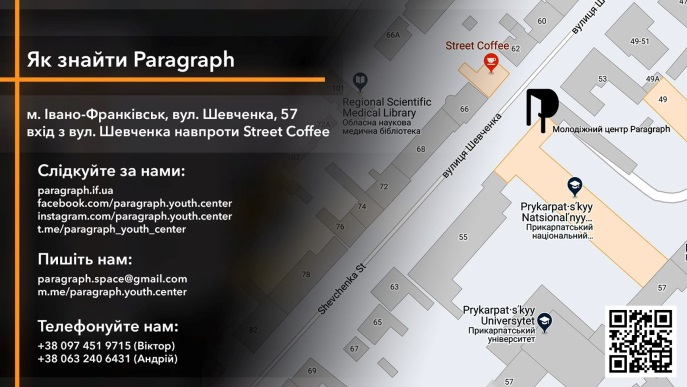 Як знайти Paragraph
м. Івано-Франківськ, вул. Шевченка, 57
вхід з вул. Шевченка навпроти Street Coffee
Слідкуйте за нами:
paragraph.if.ua
facebook.com/paragraph.youth.center
instagram.com/paragraph.youth.center
t.me/paragraph_youth_center
Пишіть нам:
paragraph.space@gmail.com
m.me/paragraph.youth.center
Телефонуйте нам:
+38 097 451 9715 (Віктор)
+38 063 240 6431 (Андрій)
66A
Street Coffee
62
60
вулиця
49-51
53
49A
49
Regional Scientific
Medical Library
Обласна наукова
медична бібліотека
66
68
вулиця Шевченка
Молодіжний центр Paragraph
72
74
76
78
Prykarpat·s'kyy
Natsional'nyy...
Прикарпатський
національний...
55
57
Shevchenka St
63
65
67
Prykarpat·s'kyy
Universytet
Прикарпатський
університет
57